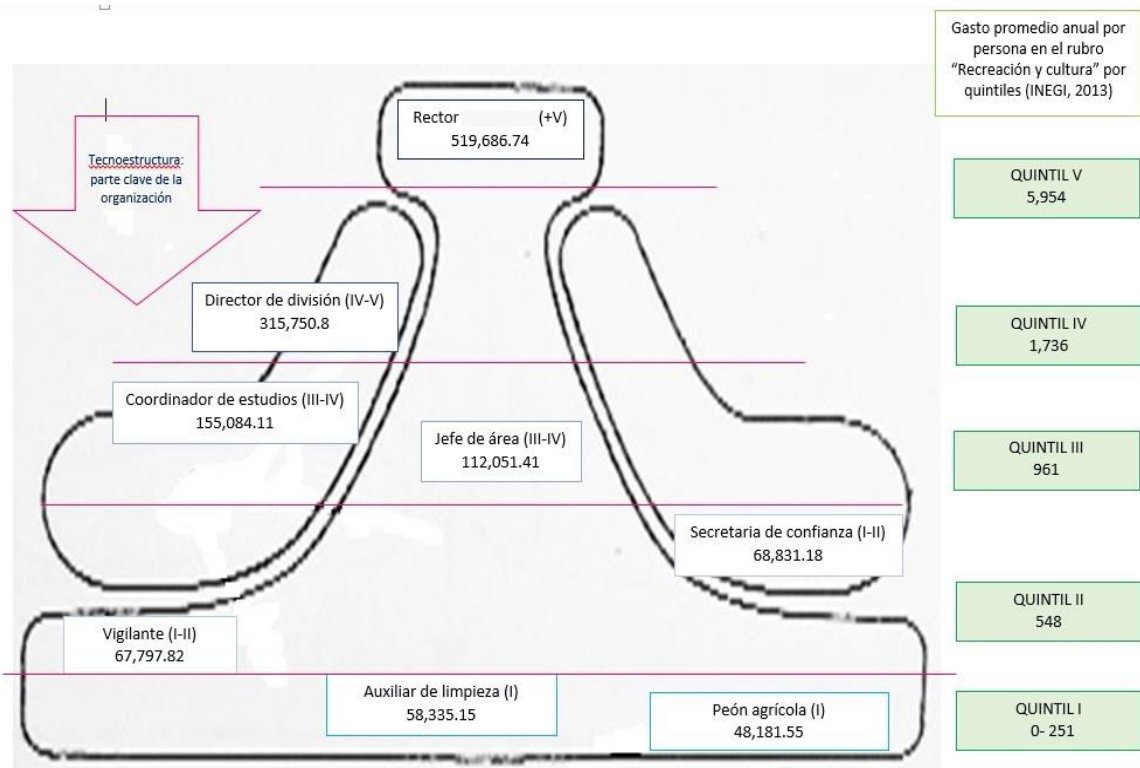 Gasto promedio anual por
persona en el rubro
“Recreación y cultura” por
quintiles (INEGI, 2013)
Rector (+V)
519,686.74
Tecnoestructura:
parte clave de la
organización
QUINTIL V
5,954
Director de división (IV-V)
315,750.8
QUINTIL IV
1,736
Coordinador de estudios (III-IV)
155,084.11
Jefe de área (III-IV)
112,051.41
QUINTIL III
961
Secretaria de confianza (I-II)
68,831.18
QUINTIL II
548
Vigilante (I-II)
67,797.82
Auxiliar de limpieza (I)
58,335.15
Peón agrícola (I)
48,181.55
QUINTIL I
0- 251